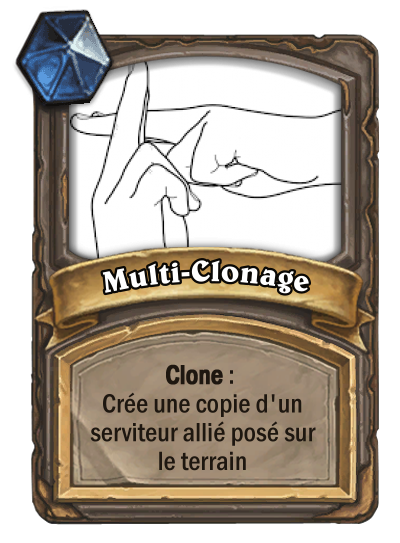 Multi-Clonage
Clone :
Crée une copie d'un
serviteur allié posé sur
le terrain